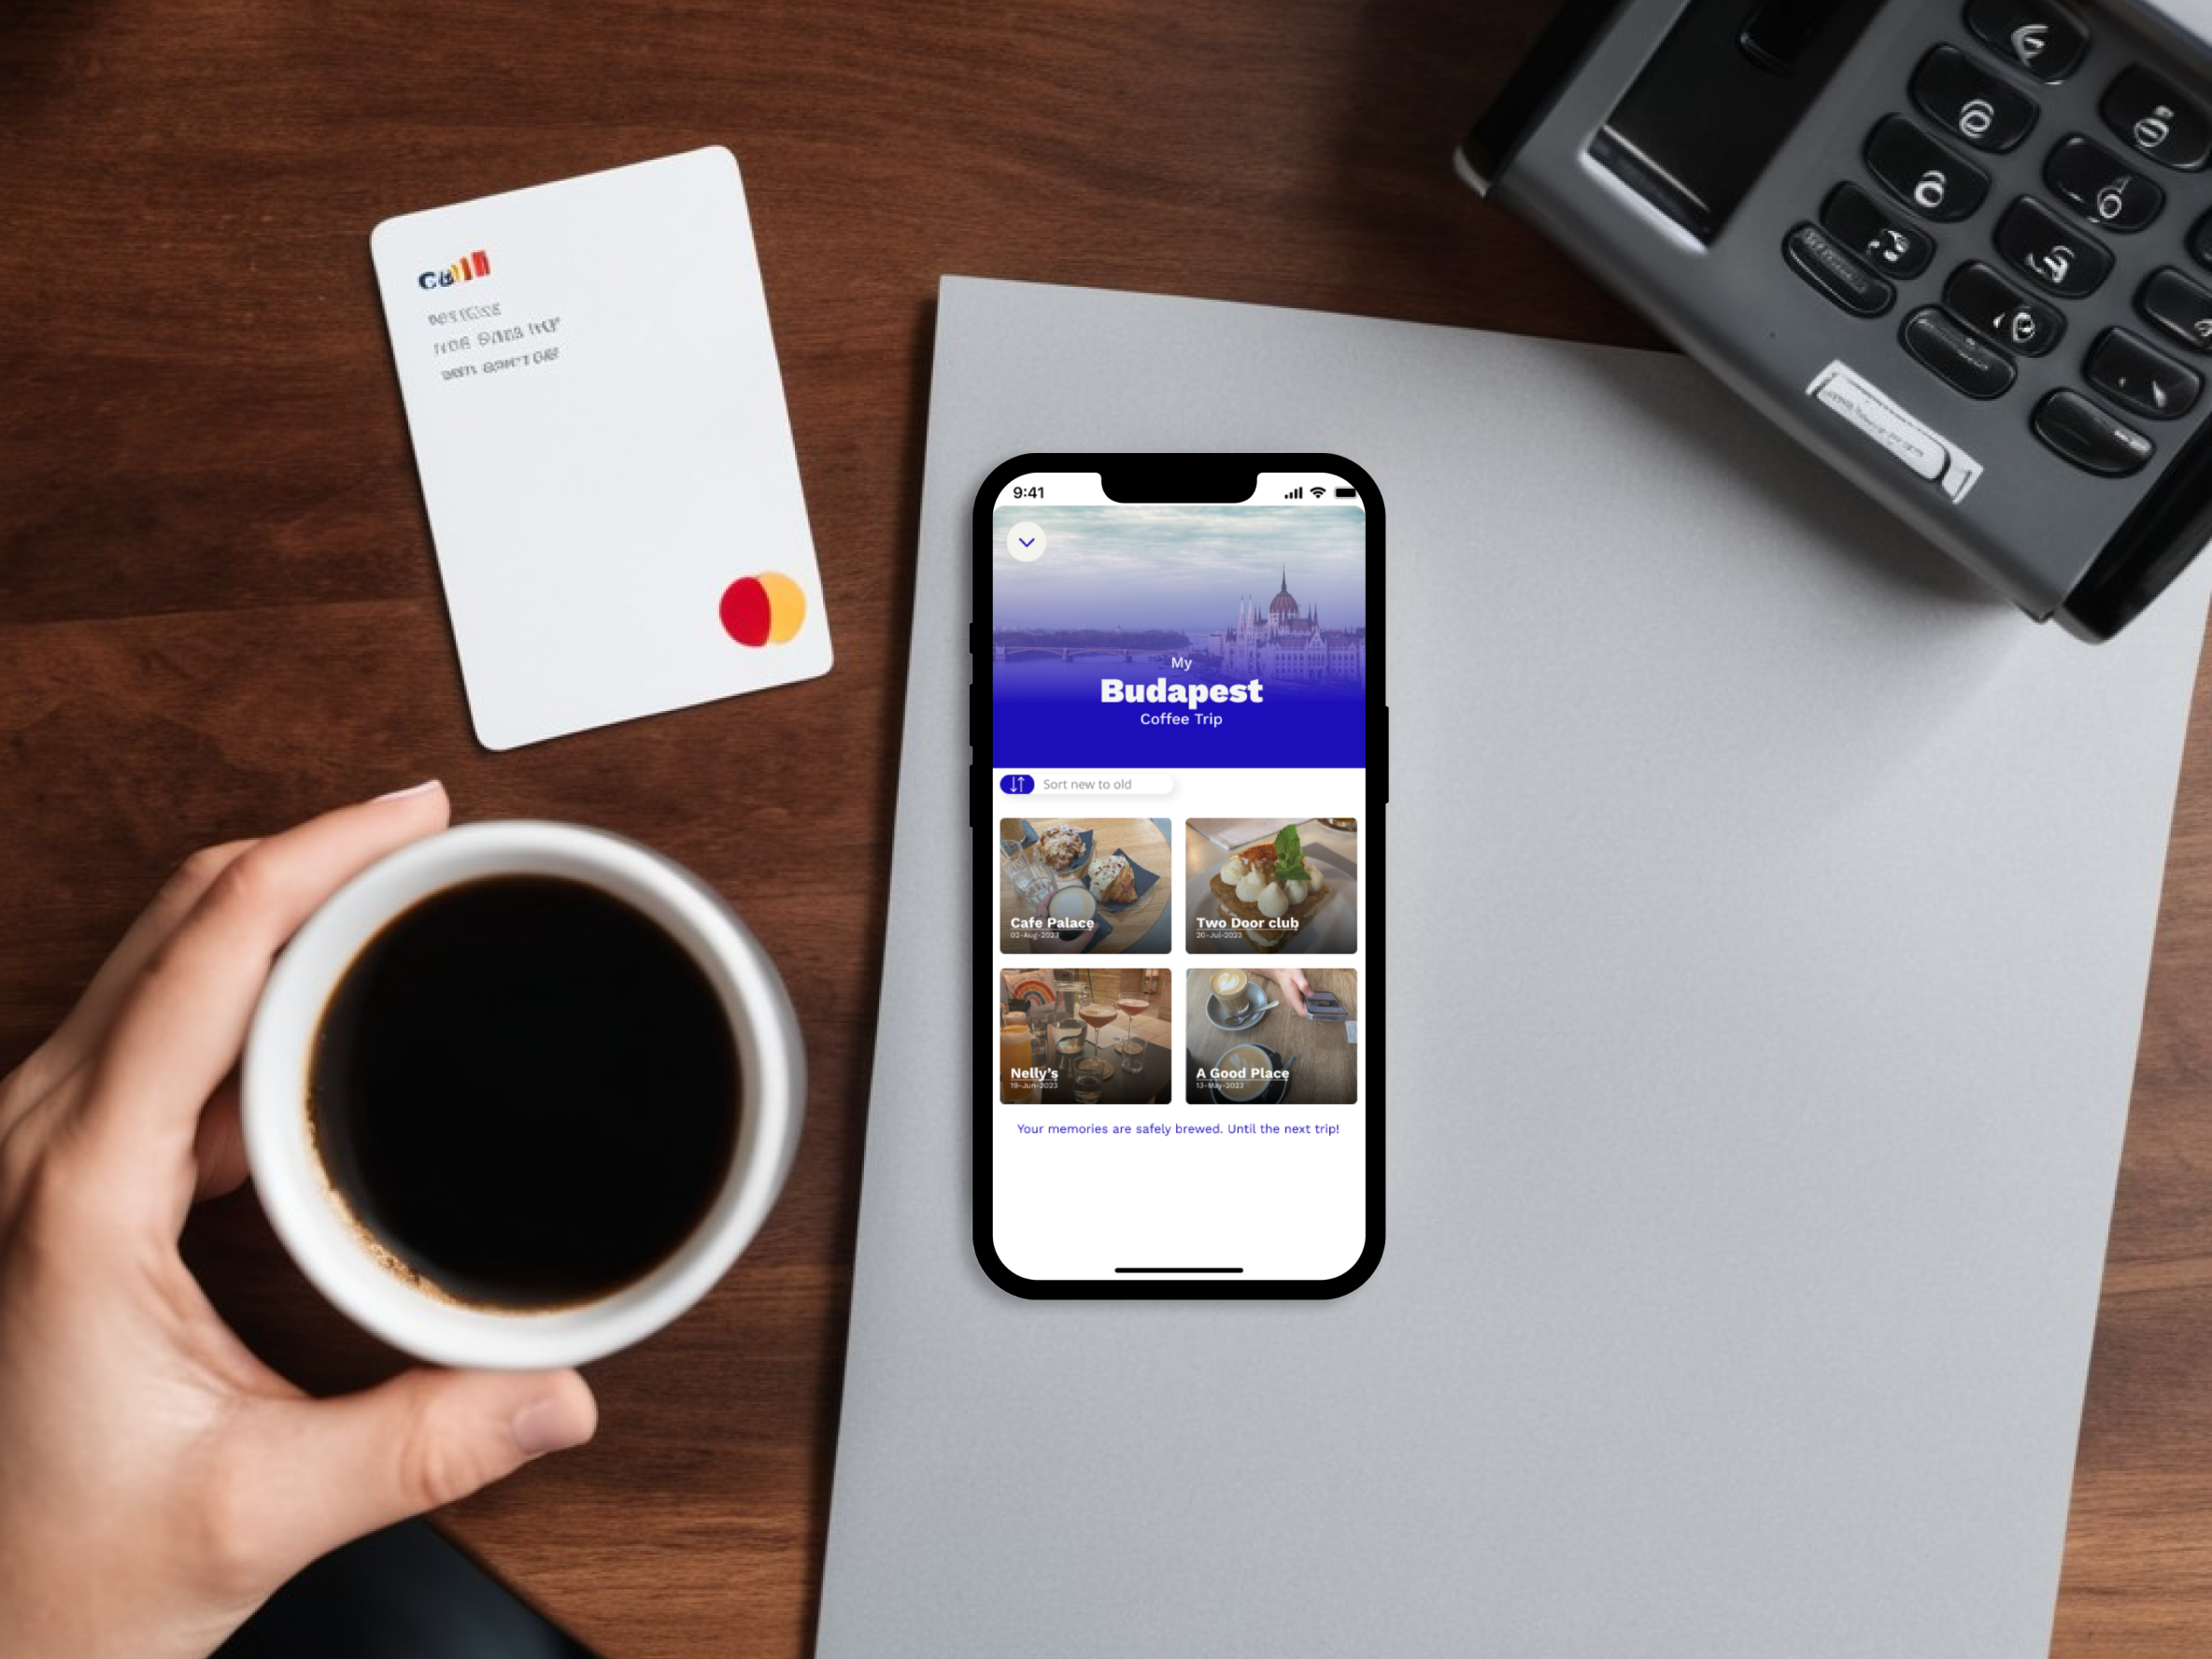 9:41
My
Budapest
Coffee Trip
Sort new to old
Cafe Palace
02-Aug-2023
Two Door club
20-Jul-2023
Nelly's
18-Jun-2023
A Good Place
13-May-2023
Your memories are safely brewed. Until the next trip!